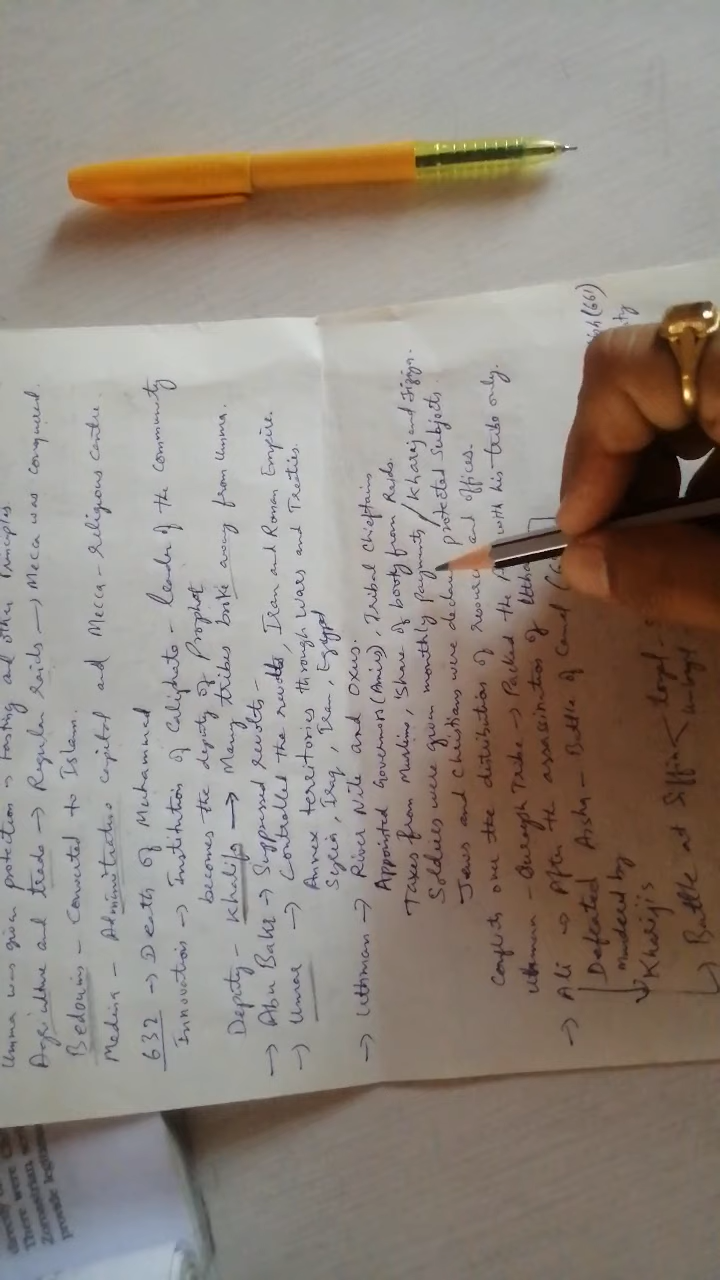 Umma was given protection → Fasting and other Principles.
Agriculture and trade → Regular Raids → Mecca was conquered.
Bedouins - Converted to Islam.
Medina - Administrative capital and Mecca - Religious Centre.
632 → Death of Muhammad
Innovation → Institution of Caliphate - leader of the Community
becomes the deputy of Prophet
Deputy - Khalifa → Many tribes broke away from Umma.
→ Abu Bakr → Suppressed revolts -
→ Umar → Controlled the revolts, Iran and Roman Empire.
Annex territories through Wars and Treaties.
Syria, Iraq, Iran, Egypt
→ Uthman → River Nile and Oxus.
Appointed Governors (Amirs), Tribal Chieftains
Taxes from Muslims, Share of booty from Raids.
Soldiers were given monthly Payments / Kharaj and Jizya.
Jews and Christians were Protected Subjects
Conflicts over the distribution of and offices.
Uthman - Quraysh Tribe → Packed the with his tribe only.
→ Ali → After the assassination of
Defeated - Battle of Camel
murdered by
Kharijis
↳ Battle at Siffin
(661)
There were
Zoroastrian